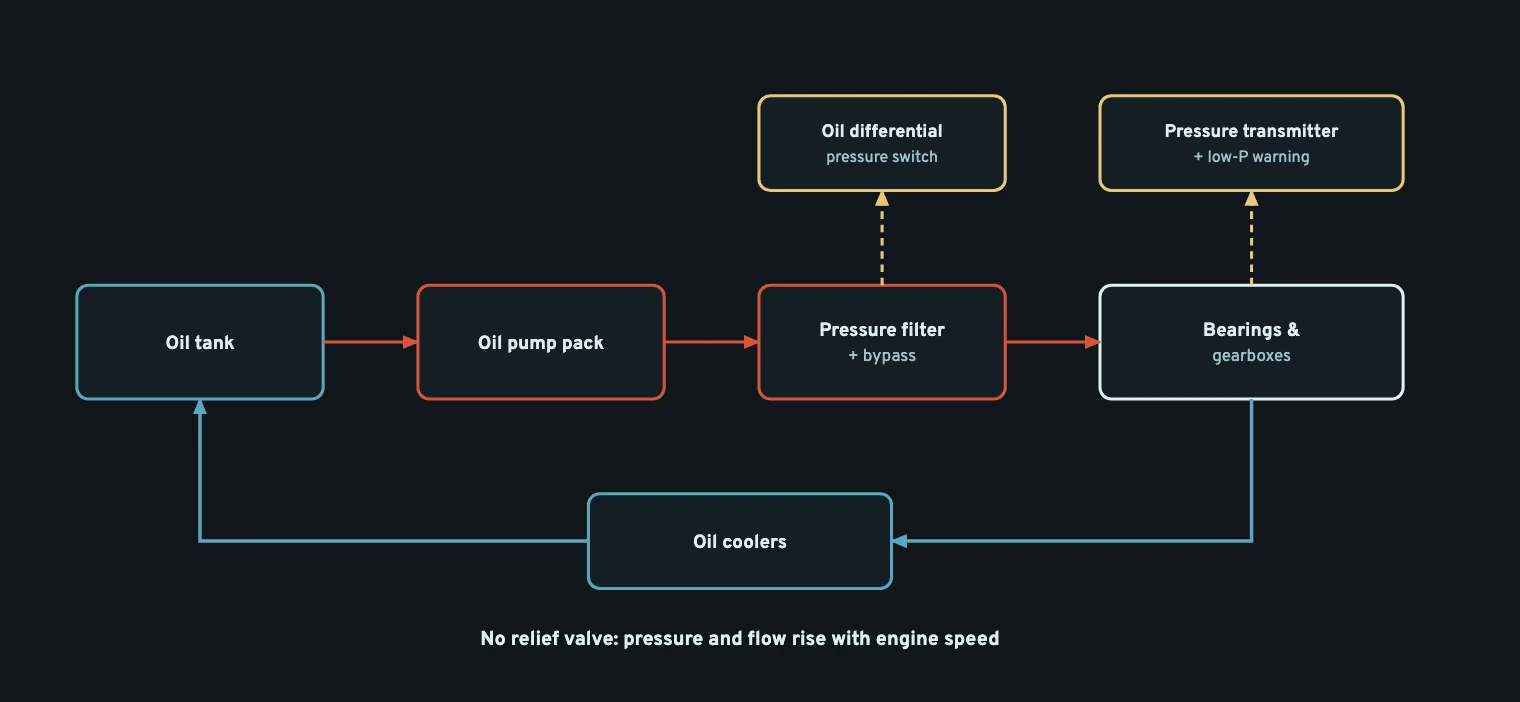 Oil differential
pressure switch
Pressure transmitter
+ low-P warning
Oil tank
Oil pump pack
Pressure filter
+ bypass
Bearings &
gearboxes
Oil coolers
No relief valve: pressure and flow rise with engine speed